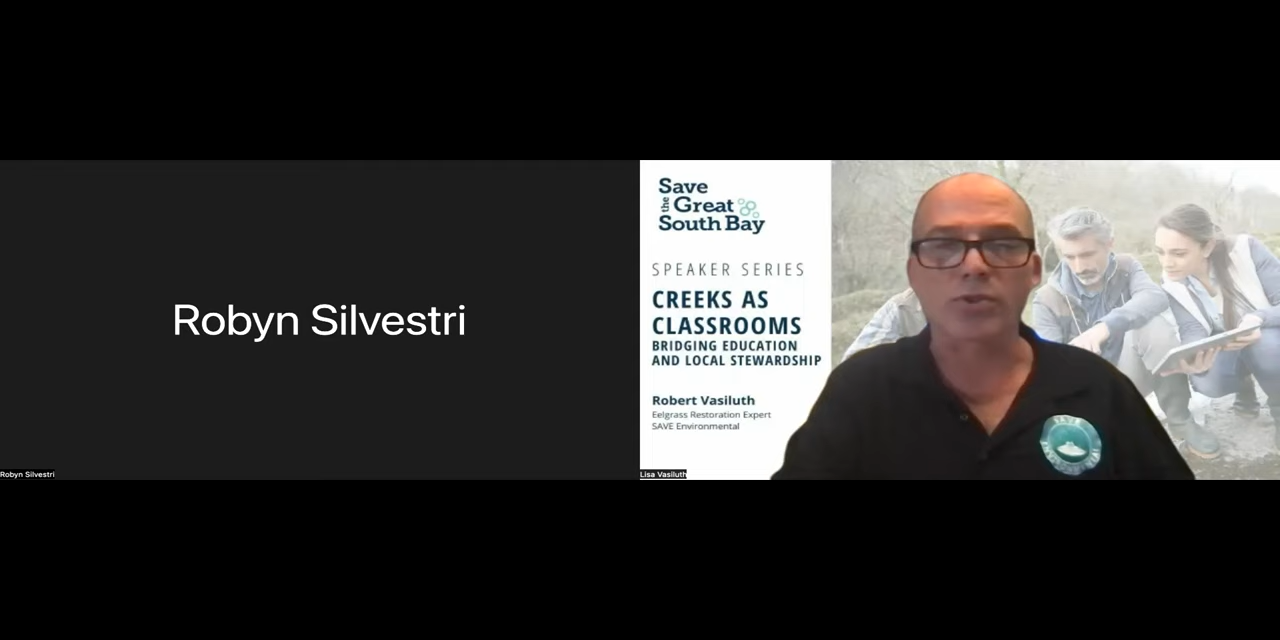 Robyn Silvestri
Robyn Silvestri
Save
the Great
South Bay
SPEAKER SERIES
CREEKS AS
CLASSROOMS
BRIDGING EDUCATION
AND LOCAL STEWARDSHIP
Robert Vasiluth
Eelgrass Restoration Expert
SAVE Environmental
SAVE
Lisa Vasiluth